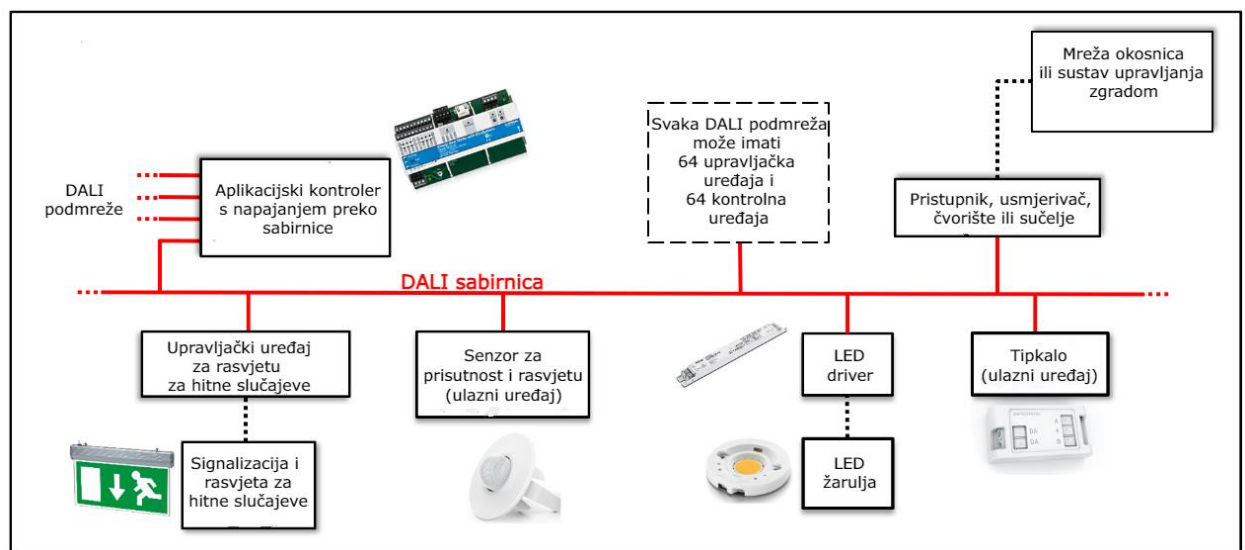 Mreža okosnica
ili sustav upravljanja
zgradom
Svaka DALI podmreža
može imati
64 upravljačka
uređaja i
64 kontrolna
uređaja
DALI
podmreže
Aplikacijski kontroler
s napajanjem preko
sabirnice
Pristupnik, usmjerivač,
čvorište ili sučelje
DALI sabirnica
Upravljački uređaj
za rasvjetu
za hitne slučajeve
Senzor za
prisutnost i rasvjetu
(ulazni uređaj)
LED
driver
Tipkalo
(ulazni uređaj)
Signalizacija i
rasvjeta za
hitne slučajeve
LED
žarulja
DA
DA